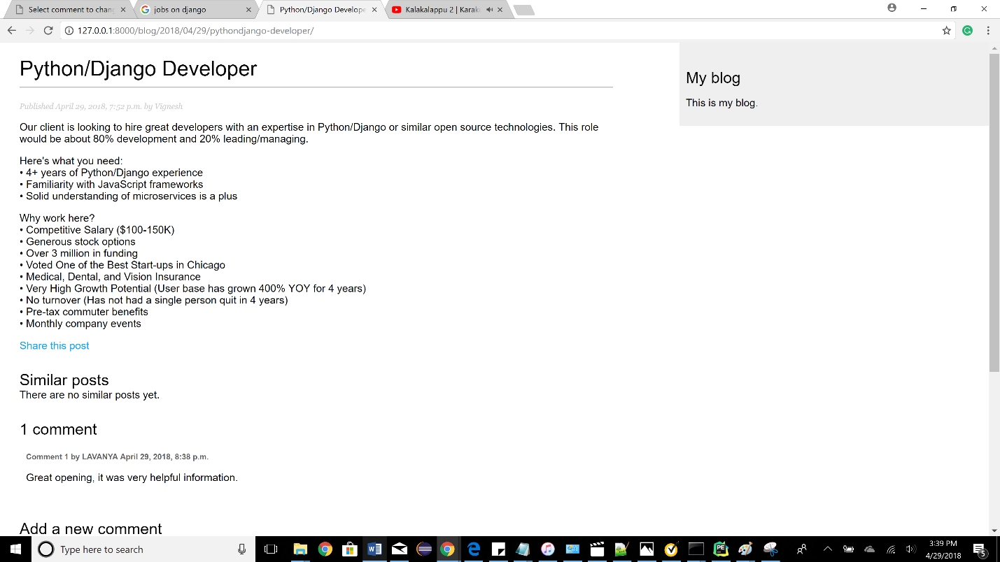 Select comment to chan
jobs on django
Python/Django Develope
Kalakalappu 2 | Karaku
127.0.0.1:8000/blog/2018/04/29/pythondjango-developer/
Python/Django Developer
Published April 29, 2018, 7:52 p.m. by Vignesh
Our client is looking to hire great developers with an expertise in Python/Django or similar open source technologies. This role
would be about 80% development and 20% leading/managing.
Here's what you need:
• 4+ years of Python/Django experience
• Familiarity with JavaScript frameworks
• Solid understanding of microservices is a plus
Why work here?
• Competitive Salary ($100-150K)
• Generous stock options
• Over 3 million in funding
• Voted One of the Best Start-ups in Chicago
• Medical, Dental, and Vision Insurance
• Very High Growth Potential (User base has grown 400% YOY for 4 years)
• No turnover (Has not had a single person quit in 4 years)
• Pre-tax commuter benefits
• Monthly company events
Share this post
Similar posts
There are no similar posts yet.
1 comment
Comment 1 by LAVANYA April 29, 2018, 8:38 p.m.
Great opening, it was very helpful information.
Add a new comment
My blog
This is my blog.
Type here to search
3:39 PM
4/29/2018
5